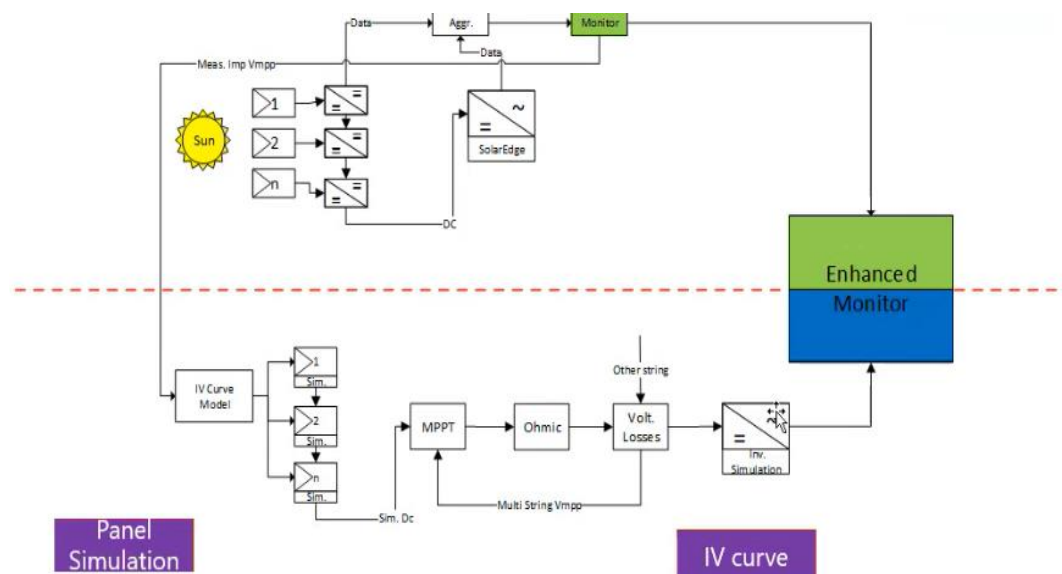 Data
Aggr.
Monitor
Data
Meas. Imp Vmpp
1
2
n
Sun
SolarEdge
DC
Enhanced
Monitor
IV Curve
Model
1
Sim.
2
Sim.
n
Sim.
Sim. Dc
MPPT
Ohmic
Other string
Volt.
Losses
Multi String Vmpp
Inv.
Simulation
Panel
Simulation
IV curve